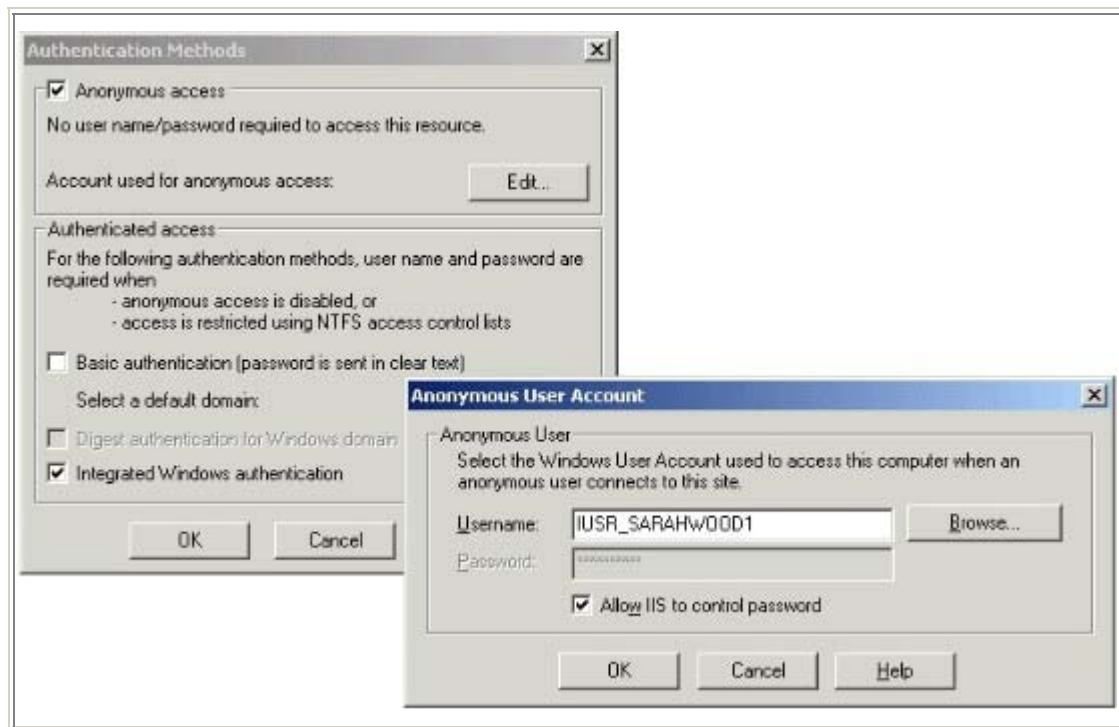 Authentication Methods
Anonymous access
No user name/password required to access this resource.
Account used for anonymous access:
Edit...
Authenticated access
For the following authentication methods, user name and password are
required when
- anonymous access is disabled, or
- access is restricted using NTFS access control lists
Basic authentication (password is sent in clear text)
Select a default domain:
Digest authentication for Windows domain
Integrated Windows authentication
OK
Cancel
Anonymous User Account
Anonymous User
Select the Windows User Account used to access this computer when an
anonymous user connects to this site.
Username:
IUSR_SARAHWOOD1
Browse...
Password:
**********
Allow IIS to control password
OK
Cancel
Help